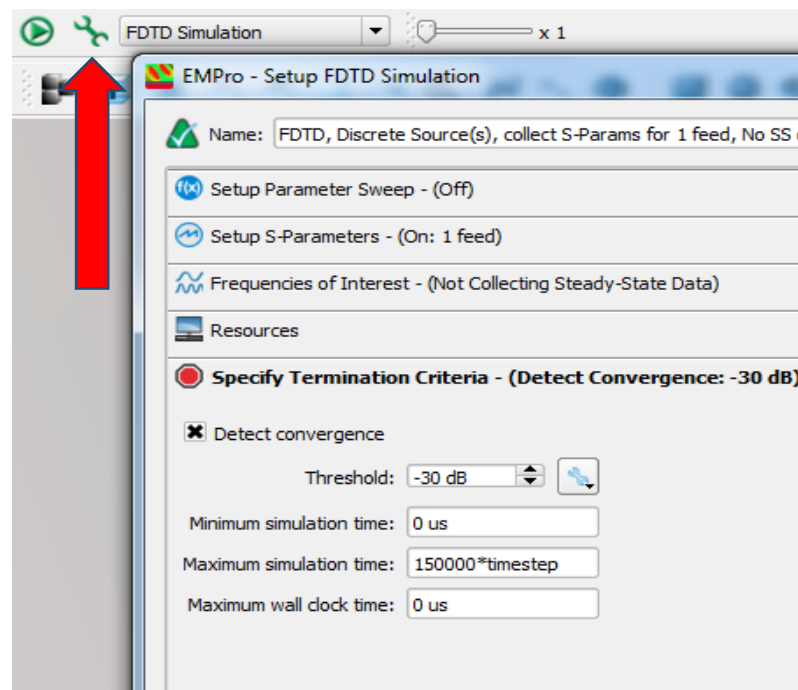 FDTD Simulation
x 1
EMPro - Setup FDTD Simulation
Name: FDTD, Discrete Source(s), collect S-Params for 1 feed, No SS
f(x) Setup Parameter Sweep - (Off)
Setup S-Parameters - (On: 1 feed)
Frequencies of Interest - (Not Collecting Steady-State Data)
Resources
Specify Termination Criteria - (Detect Convergence: -30 dB)
Detect convergence
Threshold: -30 dB
Minimum simulation time: 0 us
Maximum simulation time: 150000*timestep
Maximum wall clock time: 0 us